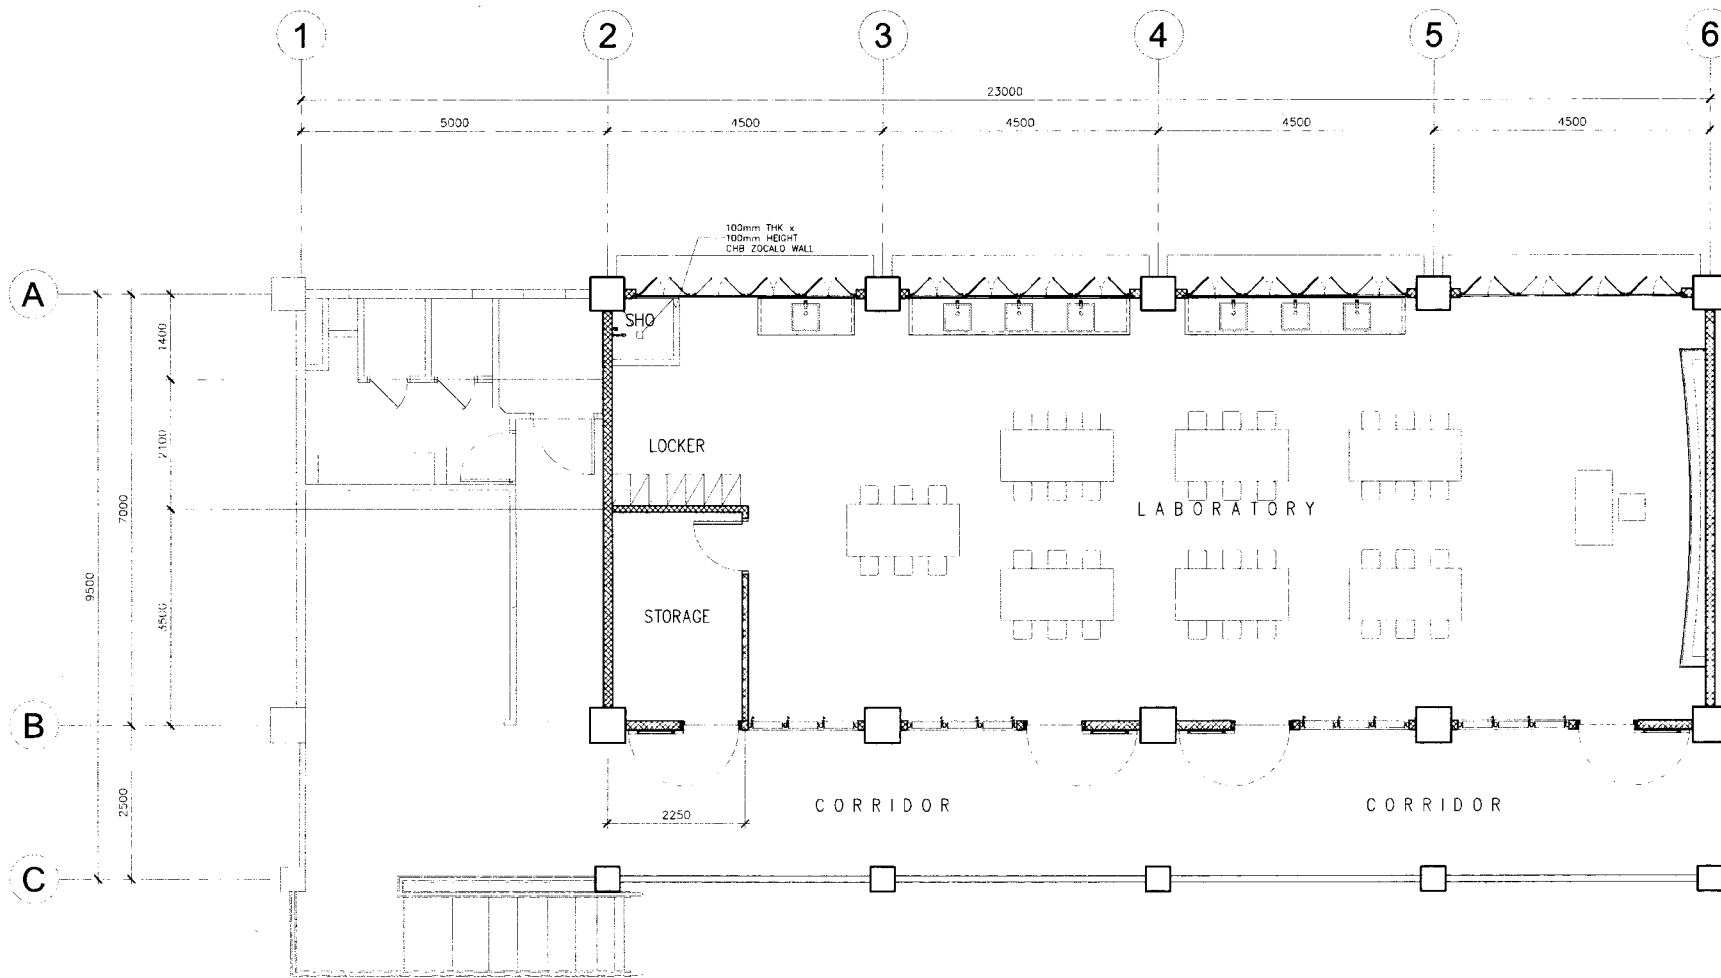 1 2 3 4 5 6
23000
5000 4500 4500 4500 4500
100mm THK x
100mm HEIGHT
CHB ZOCALO WALL
A
SHO
1400
LOCKER
2100
7000
LABORATORY
9500
3500
STORAGE
B
2500
CORRIDOR CORRIDOR
2250
C